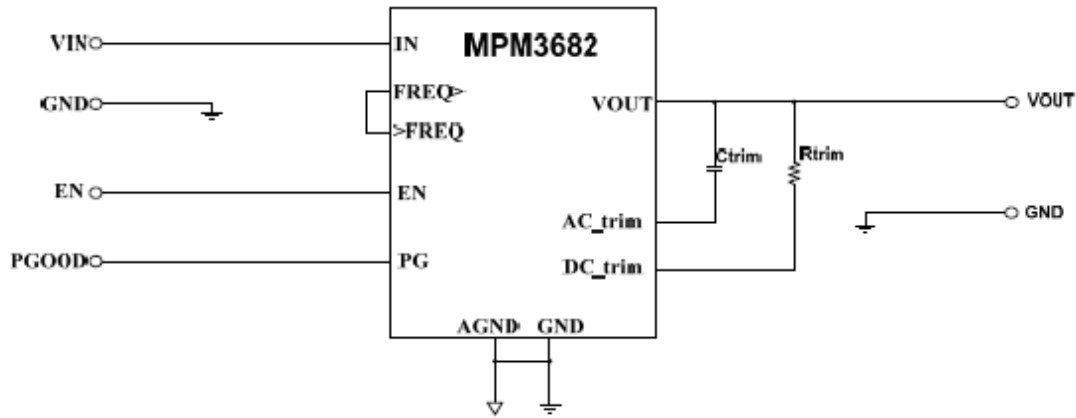 VIN
IN
MPM3682
GND
FREQ>
>FREQ
VOUT
VOUT
Ctrim
Rtrim
EN
EN
AC_trim
GND
PGOOD
PG
DC_trim
AGND
GND